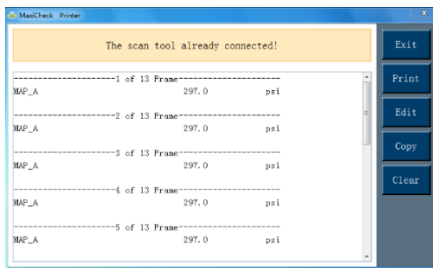 MaxiCheck Printer
The scan tool already connected!
Exit
Print
Edit
Copy
Clear
--------------------1 of 13 Frame--------------------
MAP_A 297.0 psi
--------------------2 of 13 Frame--------------------
MAP_A 297.0 psi
--------------------3 of 13 Frame--------------------
MAP_A 297.0 psi
--------------------4 of 13 Frame--------------------
MAP_A 297.0 psi
--------------------5 of 13 Frame--------------------
MAP_A 297.0 psi